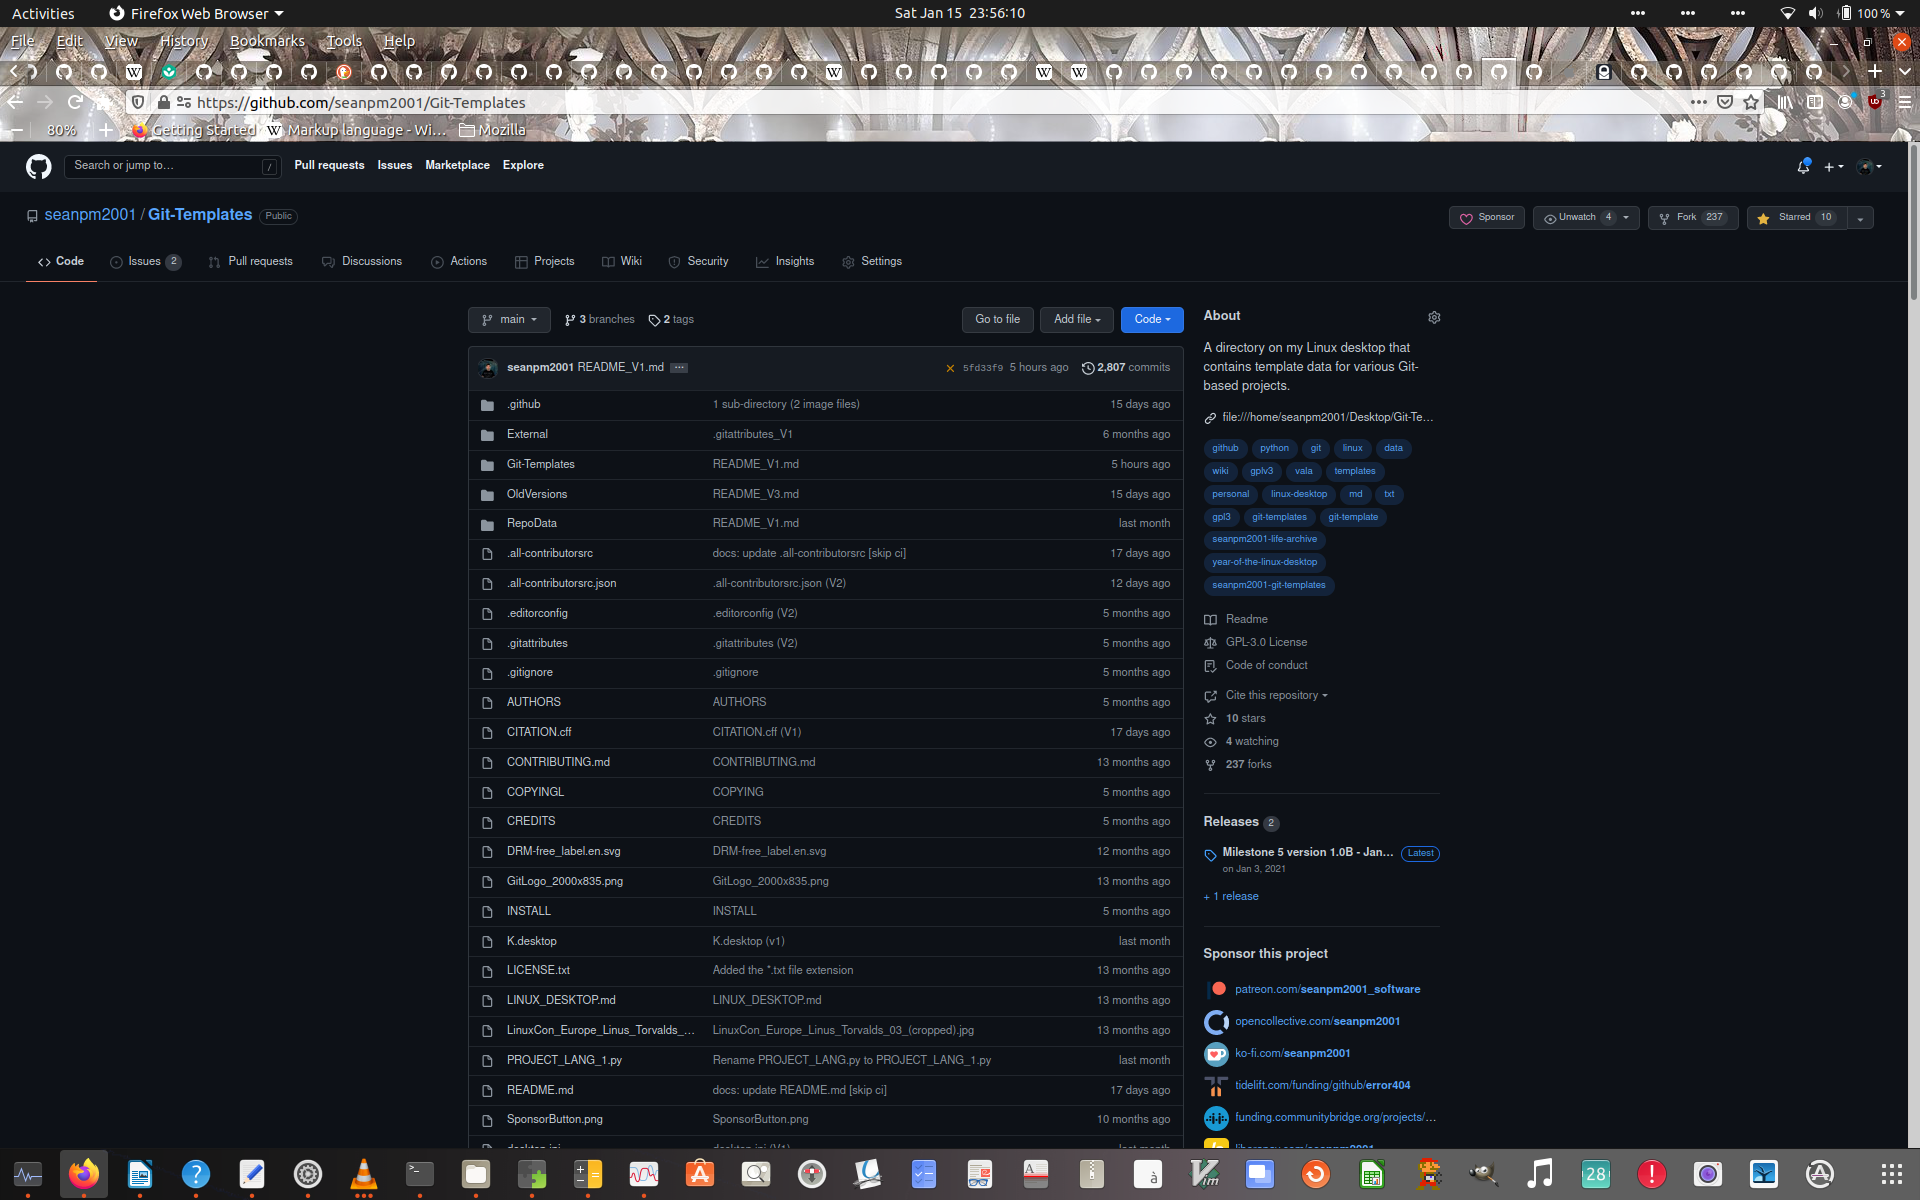 Activities
Firefox Web Browser
Sat Jan 15 23:56:10
100 %
File Edit View History Bookmarks Tools Help
https://github.com/seanpm2001/Git-Templates
3
80%
Getting Started
Markup language - Wi…
Mozilla
Search or jump to…
/
Pull requests Issues Marketplace Explore
seanpm2001 / Git-Templates Public
Sponsor
Unwatch 4
Fork 237
Starred 10
Code
Issues 2
Pull requests
Discussions
Actions
Projects
Wiki
Security
Insights
Settings
main
3 branches
2 tags
Go to file
Add file
Code
seanpm2001 README_V1.md ...
5fd33f9 5 hours ago
2,807 commits
.github 1 sub-directory (2 image files) 15 days ago
External .gitattributes_V1 6 months ago
Git-Templates README_V1.md 5 hours ago
OldVersions README_V3.md 15 days ago
RepoData README_V1.md last month
.all-contributorsrc docs: update .all-contributorsrc [skip ci] 17 days ago
.all-contributorsrc.json .all-contributorsrc.json (V2) 12 days ago
.editorconfig .editorconfig (V2) 5 months ago
.gitattributes .gitattributes (V2) 5 months ago
.gitignore .gitignore 5 months ago
AUTHORS AUTHORS 5 months ago
CITATION.cff CITATION.cff (V1) 17 days ago
CONTRIBUTING.md CONTRIBUTING.md 13 months ago
COPYINGL COPYING 5 months ago
CREDITS CREDITS 5 months ago
DRM-free_label.en.svg DRM-free_label.en.svg 12 months ago
GitLogo_2000x835.png GitLogo_2000x835.png 13 months ago
INSTALL INSTALL 5 months ago
K.desktop K.desktop (v1) last month
LICENSE.txt Added the *.txt file extension 13 months ago
LINUX_DESKTOP.md LINUX_DESKTOP.md 13 months ago
LinuxCon_Europe_Linus_Torvalds_… LinuxCon_Europe_Linus_Torvalds_03_(cropped).jpg 13 months ago
PROJECT_LANG_1.py Rename PROJECT_LANG.py to PROJECT_LANG_1.py last month
README.md docs: update README.md [skip ci] 17 days ago
SponsorButton.png SponsorButton.png 10 months ago
About
A directory on my Linux desktop that
contains template data for various Git-
based projects.
file:///home/seanpm2001/Desktop/Git-Te…
github python git linux data
wiki gplv3 vala templates
personal linux-desktop md txt
gpl3 git-templates git-template
seanpm2001-life-archive
year-of-the-linux-desktop
seanpm2001-git-templates
Readme
GPL-3.0 License
Code of conduct
Cite this repository
10 stars
4 watching
237 forks
Releases 2
Milestone 5 version 1.0B - Jan… Latest
on Jan 3, 2021
+ 1 release
Sponsor this project
patreon.com/seanpm2001_software
opencollective.com/seanpm2001
ko-fi.com/seanpm2001
tidelift.com/funding/github/error404
funding.communitybridge.org/projects/…
28